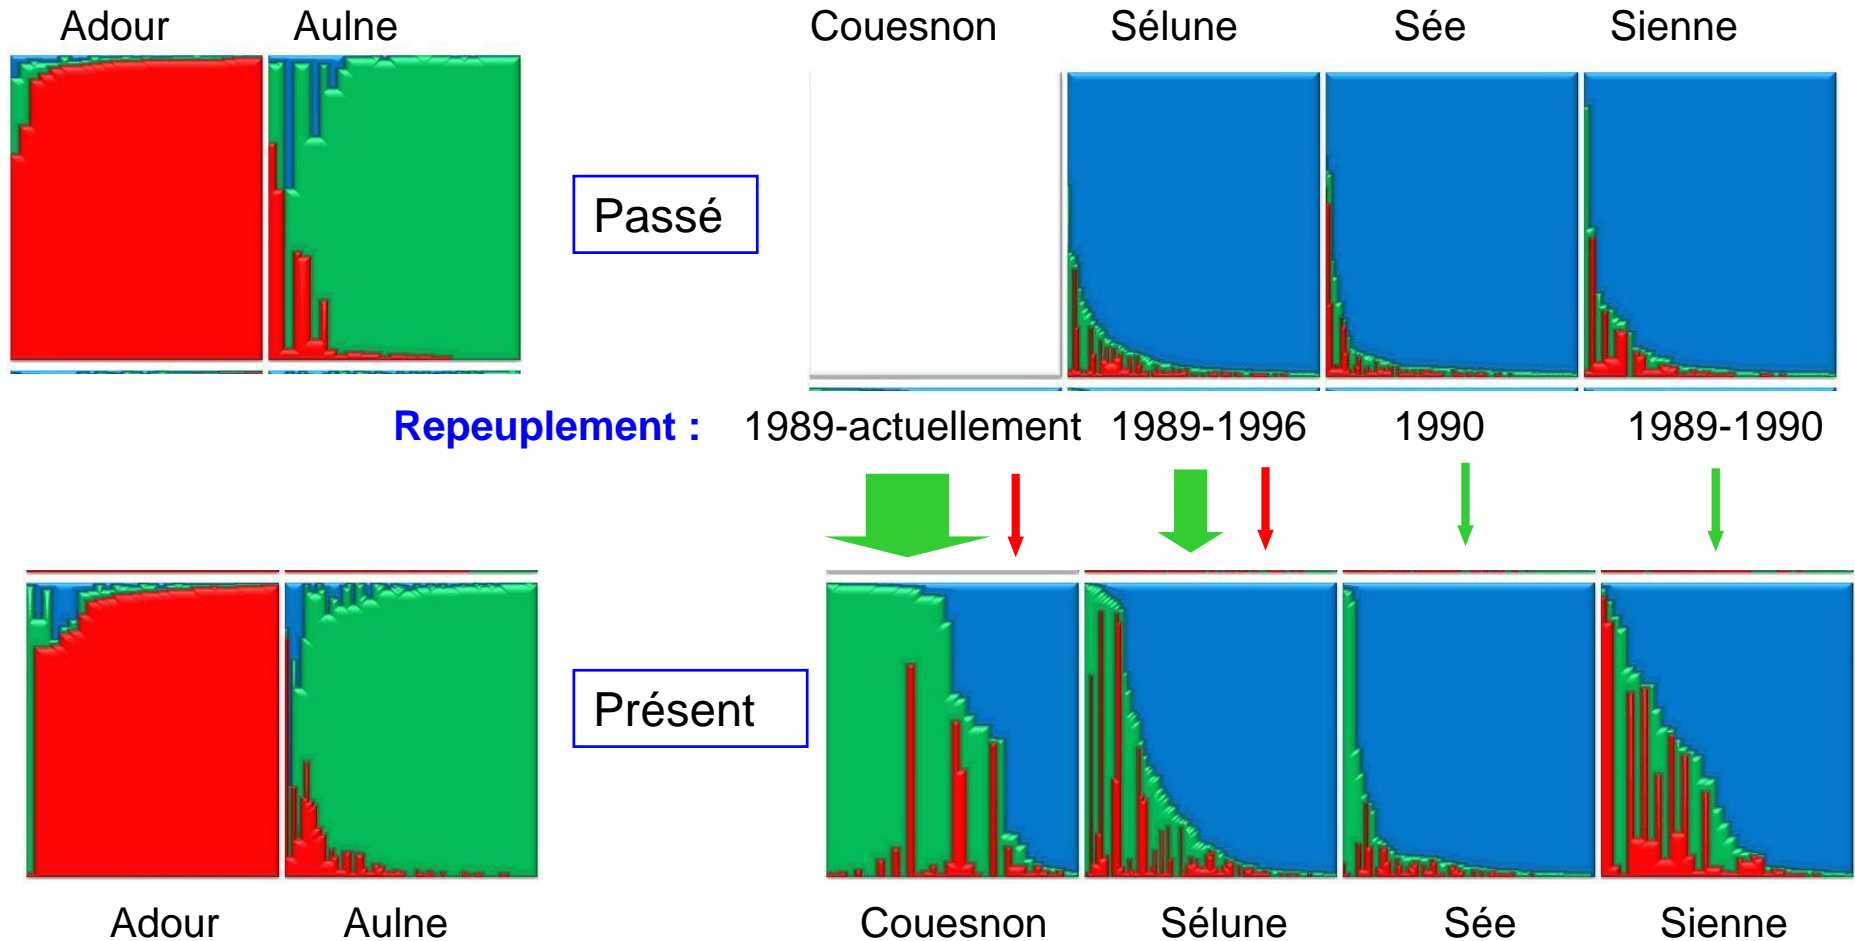 Adour Aulne Couesnon Sélune Sée Sienne
Passé
Repeuplement : 1989-actuellement 1989-1996 1990 1989-1990
Présent
Adour Aulne Couesnon Sélune Sée Sienne